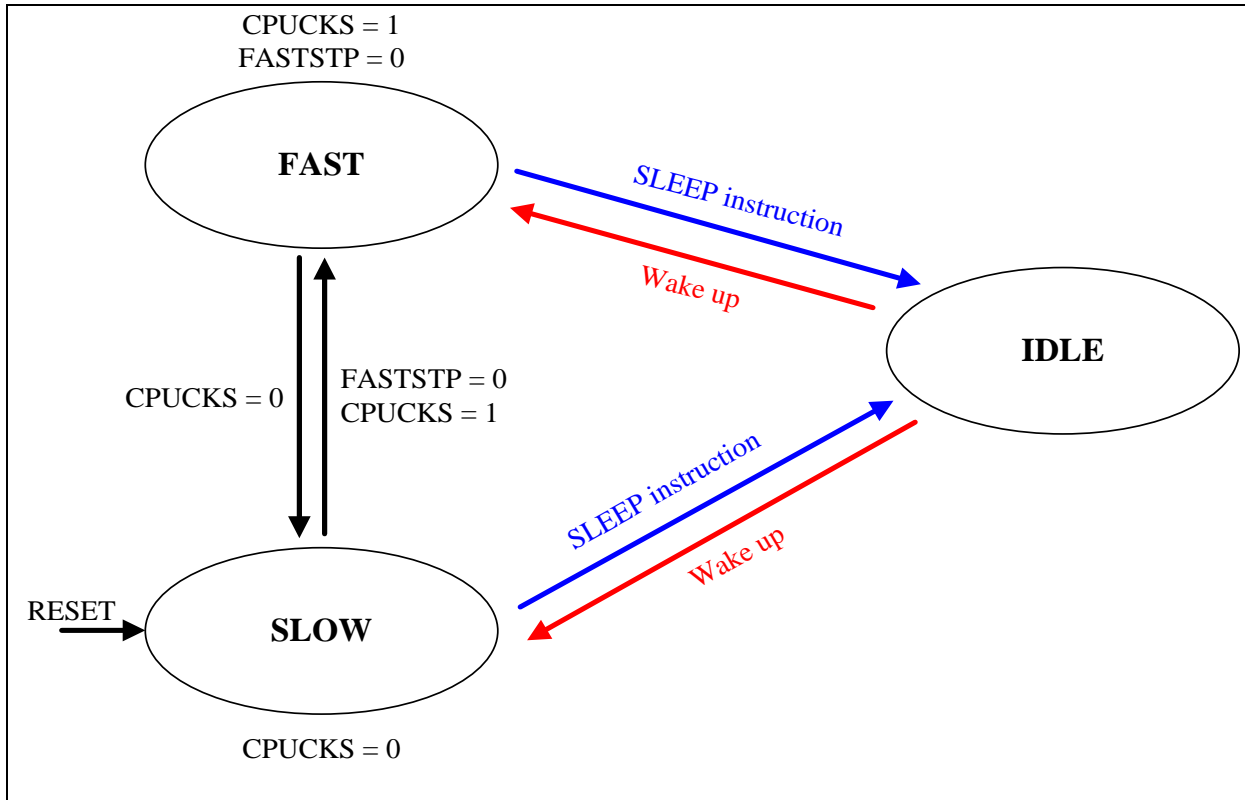 CPUCKS = 1
FASTSTP = 0
FAST
SLEEP instruction
Wake up
IDLE
CPUCKS = 0
FASTSTP = 0
CPUCKS = 1
SLEEP instruction
Wake up
RESET
SLOW
CPUCKS = 0